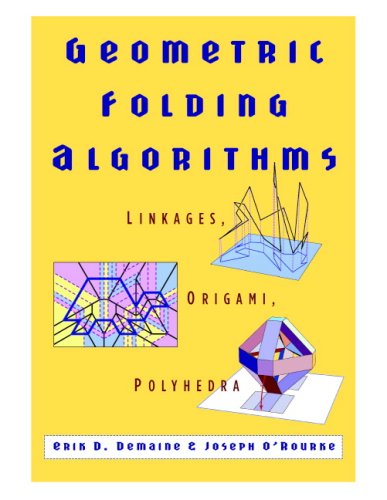 Geometric
Folding
Algorithms
Linkages,
Origami,
Polyhedra
Erik D. Demaine & Joseph O'Rourke